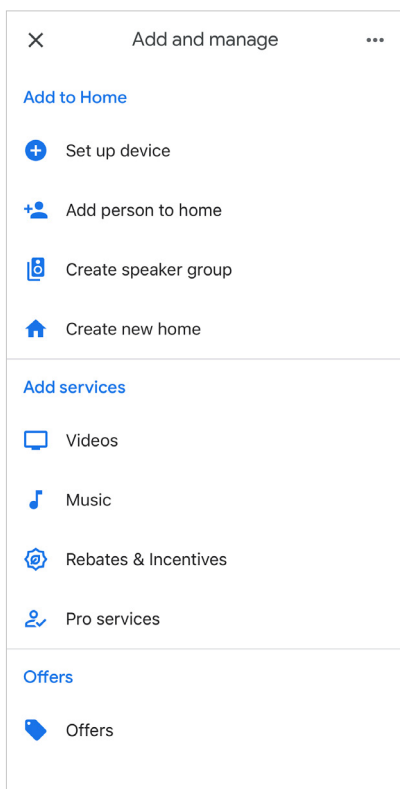 Add and manage
Add to Home
Set up device
Add person to home
Create speaker group
Create new home
Add services
Videos
Music
Rebates & Incentives
Pro services
Offers
Offers